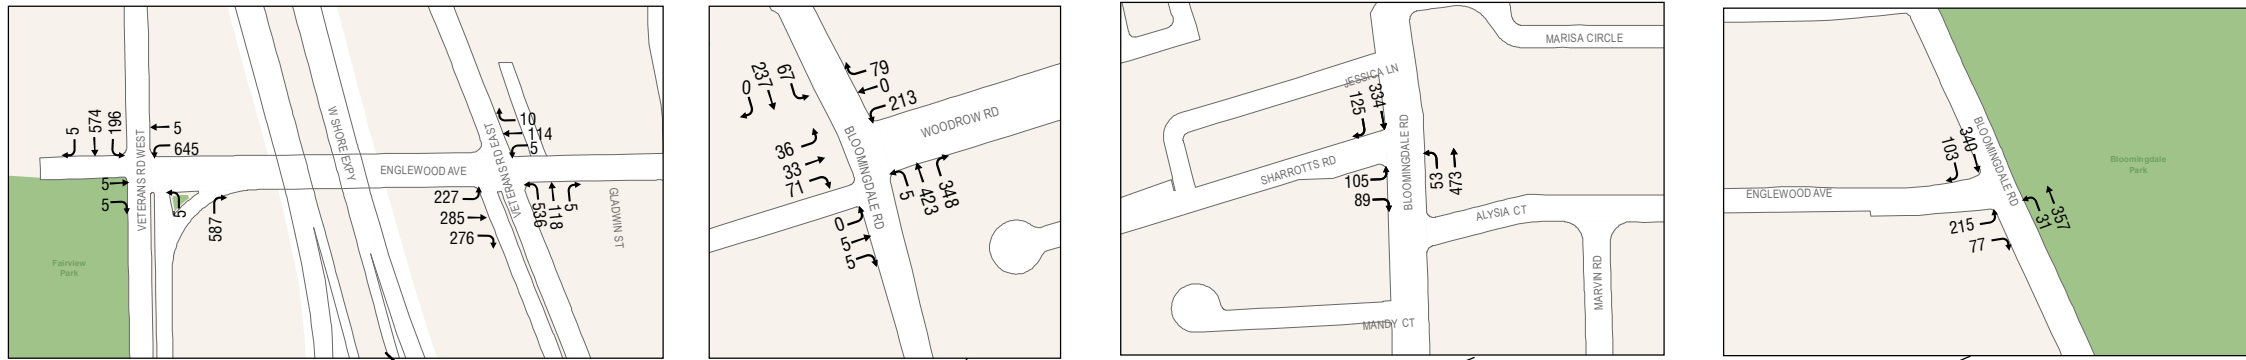 5
574
196
5
645
5
5
5
587
VETERANS RD WEST
W SHORE EXPY
ENGLEWOOD AVE
VETERANS RD EAST
10
114
5
227
285
276
536
118
5
GLADWIN ST
Fairview
Park
0
237
67
79
0
213
36
33
71
BLOOMINGDALE RD
WOODROW RD
5
423
348
0
5
5
MARISA CIRCLE
JESSICA LN
125
334
BLOOMINGDALE RD
SHARROTTS RD
53
473
105
89
ALYSIA CT
MARVIN RD
MANDY CT
BLOOMINGDALE RD
Bloomingdale
Park
103
340
ENGLEWOOD AVE
31
357
215
77